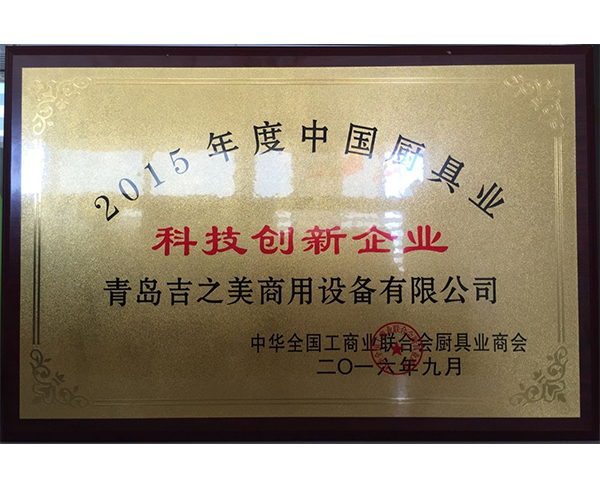 2015年度中国厨具业
科技创新企业
青岛吉之美商用设备有限公司
中华全国工商业联合会厨具业商会
二〇一六年九月